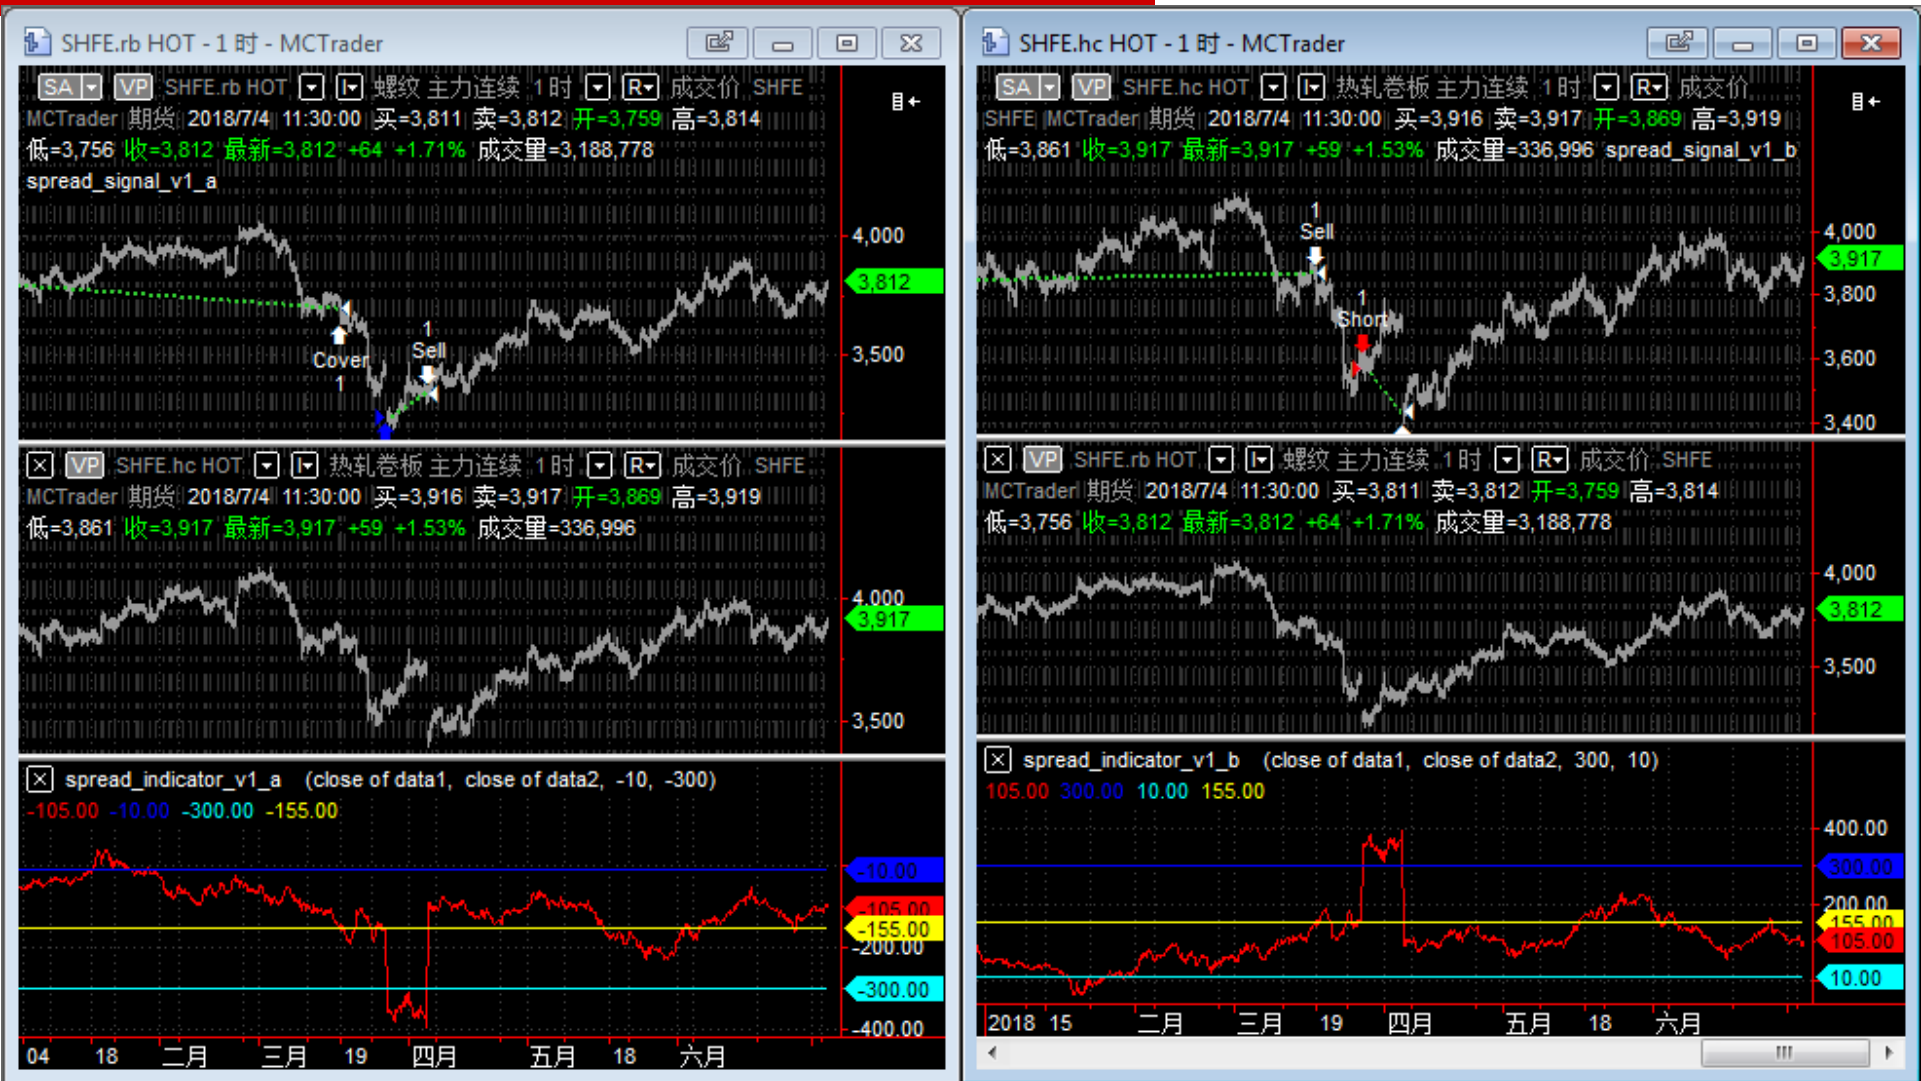 SHFE.rb HOT - 1 时 - MCTrader
SA VP SHFE.rb HOT 螺纹 主力连续 1 时 R 成交价 SHFE
MCTrader 期货 2018/7/4 11:30:00 买=3,811 卖=3,812 开=3,759 高=3,814
低=3,756 收=3,812 最新=3,812 +64 +1.71% 成交量=3,188,778
spread_signal_v1_a
4,000
3,812
1
Sell
3,500
Cover
1
VP SHFE.hc HOT 热轧卷板 主力连续 1 时 R 成交价 SHFE
MCTrader 期货 2018/7/4 11:30:00 买=3,916 卖=3,917 开=3,869 高=3,919
低=3,861 收=3,917 最新=3,917 +59 +1.53% 成交量=336,996
4,000
3,917
3,500
spread_indicator_v1_a (close of data1, close of data2, -10, -300)
-105.00 -10.00 -300.00 -155.00
-10.00
-105.00
-155.00
-200.00
-300.00
-400.00
04 18 二月 三月 19 四月 五月 18 六月
SHFE.hc HOT - 1 时 - MCTrader
SA VP SHFE.hc HOT 热轧卷板 主力连续 1 时 R 成交价
SHFE MCTrader 期货 2018/7/4 11:30:00 买=3,916 卖=3,917 开=3,869 高=3,919
低=3,861 收=3,917 最新=3,917 +59 +1.53% 成交量=336,996 spread_signal_v1_b
1
Sell
4,000
3,917
3,800
1
Short
3,600
3,400
VP SHFE.rb HOT 螺纹 主力连续 1 时 R 成交价 SHFE
MCTrader 期货 2018/7/4 11:30:00 买=3,811 卖=3,812 开=3,759 高=3,814
低=3,756 收=3,812 最新=3,812 +64 +1.71% 成交量=3,188,778
4,000
3,812
3,500
spread_indicator_v1_b (close of data1, close of data2, 300, 10)
105.00 300.00 10.00 155.00
400.00
300.00
200.00
155.00
105.00
10.00
2018 15 二月 三月 19 四月 五月 18 六月